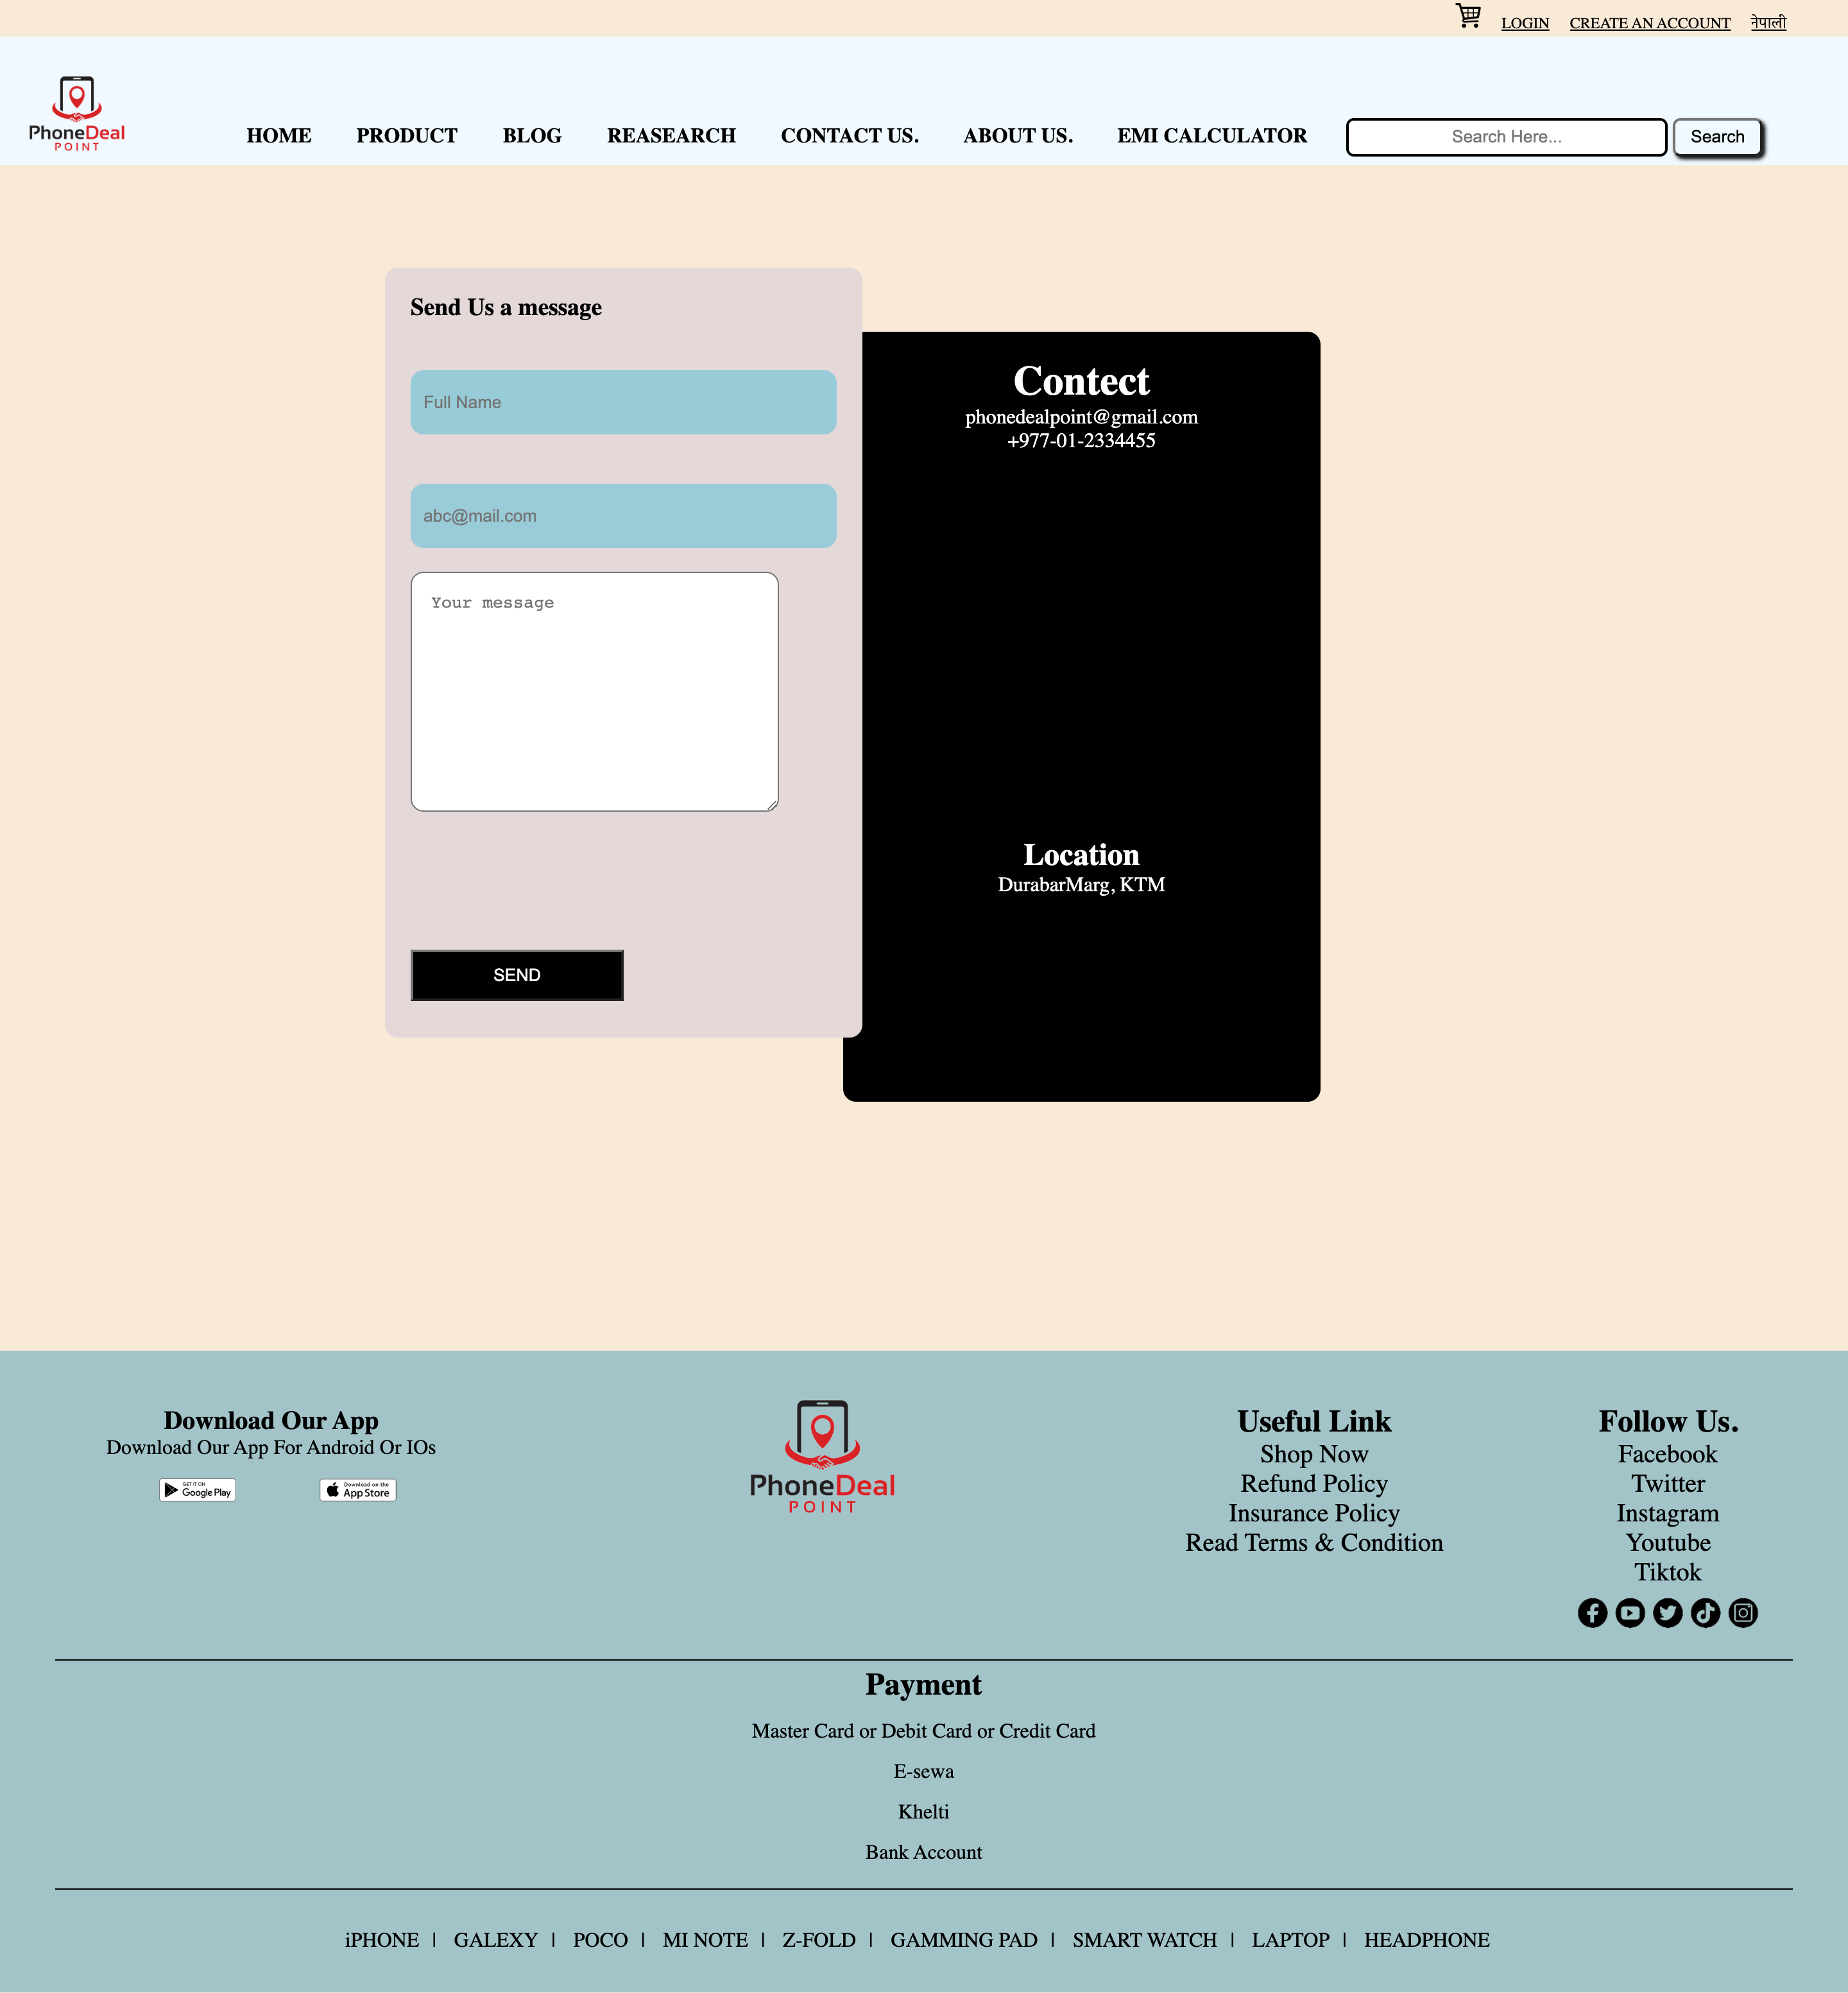 LOGIN CREATE AN ACCOUNT नेपाली
PhoneDeal
POINT
HOME PRODUCT BLOG REASEARCH CONTACT US. ABOUT US. EMI CALCULATOR Search Here... Search
Send Us a message
Full Name
abc@mail.com
Your message
SEND
Contect
phonedealpoint@gmail.com
+977-01-2334455
Location
DurabarMarg, KTM
Download Our App
Download Our App For Android Or IOs
GET IT ON
Google Play
Download on the
App Store
PhoneDeal
POINT
Useful Link
Shop Now
Refund Policy
Insurance Policy
Read Terms & Condition
Follow Us.
Facebook
Twitter
Instagram
Youtube
Tiktok
Payment
Master Card or Debit Card or Credit Card
E-sewa
Khelti
Bank Account
iPHONE | GALEXY | POCO | MI NOTE | Z-FOLD | GAMMING PAD | SMART WATCH | LAPTOP | HEADPHONE